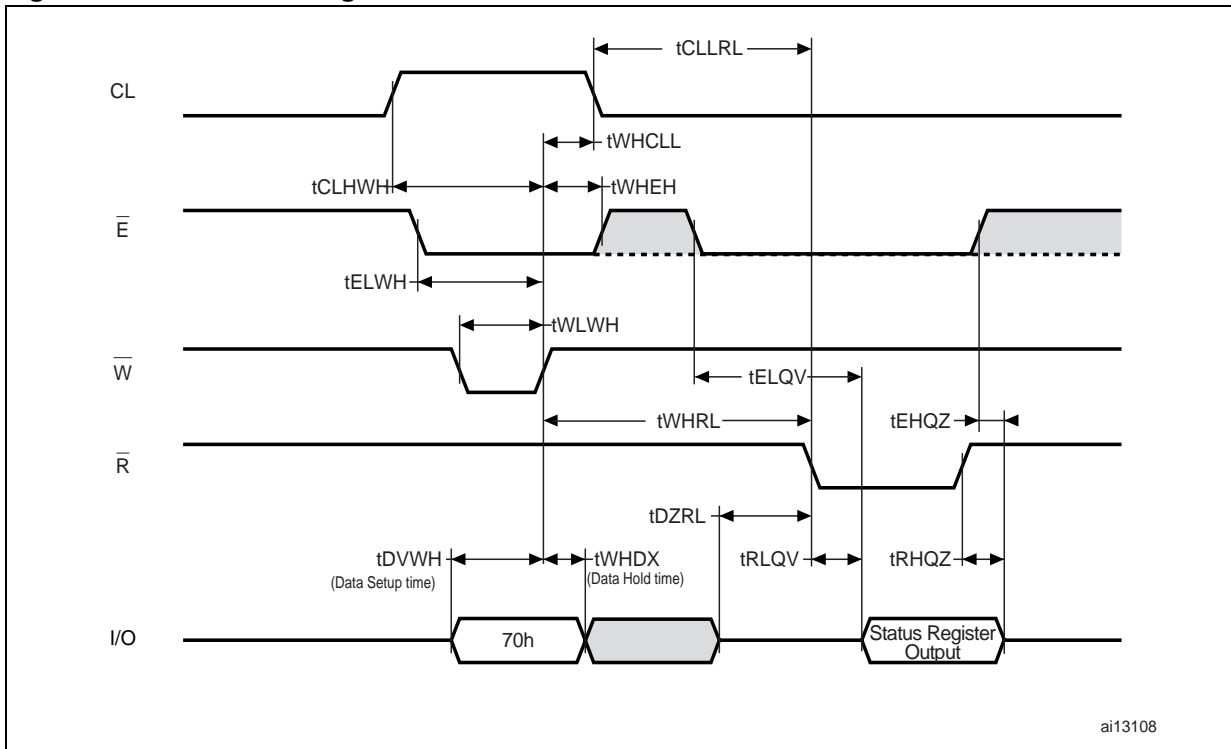 tCLLRL
CL
tWHCLL
tCLHWH
tWHEH
E
tELWH
tWLWH
W
tELQV
tWHRL
tEHQZ
R
tDZRL
tDVWH
(Data Setup time)
tWHDX
(Data Hold time)
tRLQV
tRHQZ
I/O
70h
Status Register
Output
ai13108